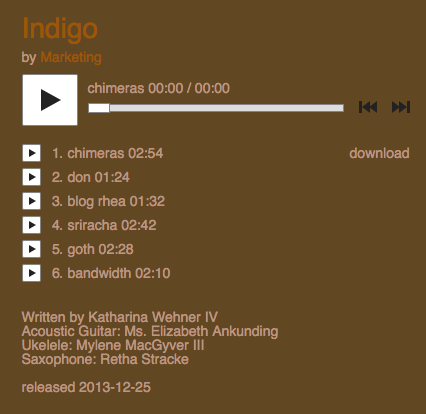 Indigo
by Marketing
chimeras 00:00 / 00:00
1. chimeras 02:54 download
2. don 01:24
3. blog rhea 01:32
4. sriracha 02:42
5. goth 02:28
6. bandwidth 02:10
Written by Katharina Wehner IV
Acoustic Guitar: Ms. Elizabeth Ankunding
Ukelele: Mylene MacGyver III
Saxophone: Retha Stracke
released 2013-12-25